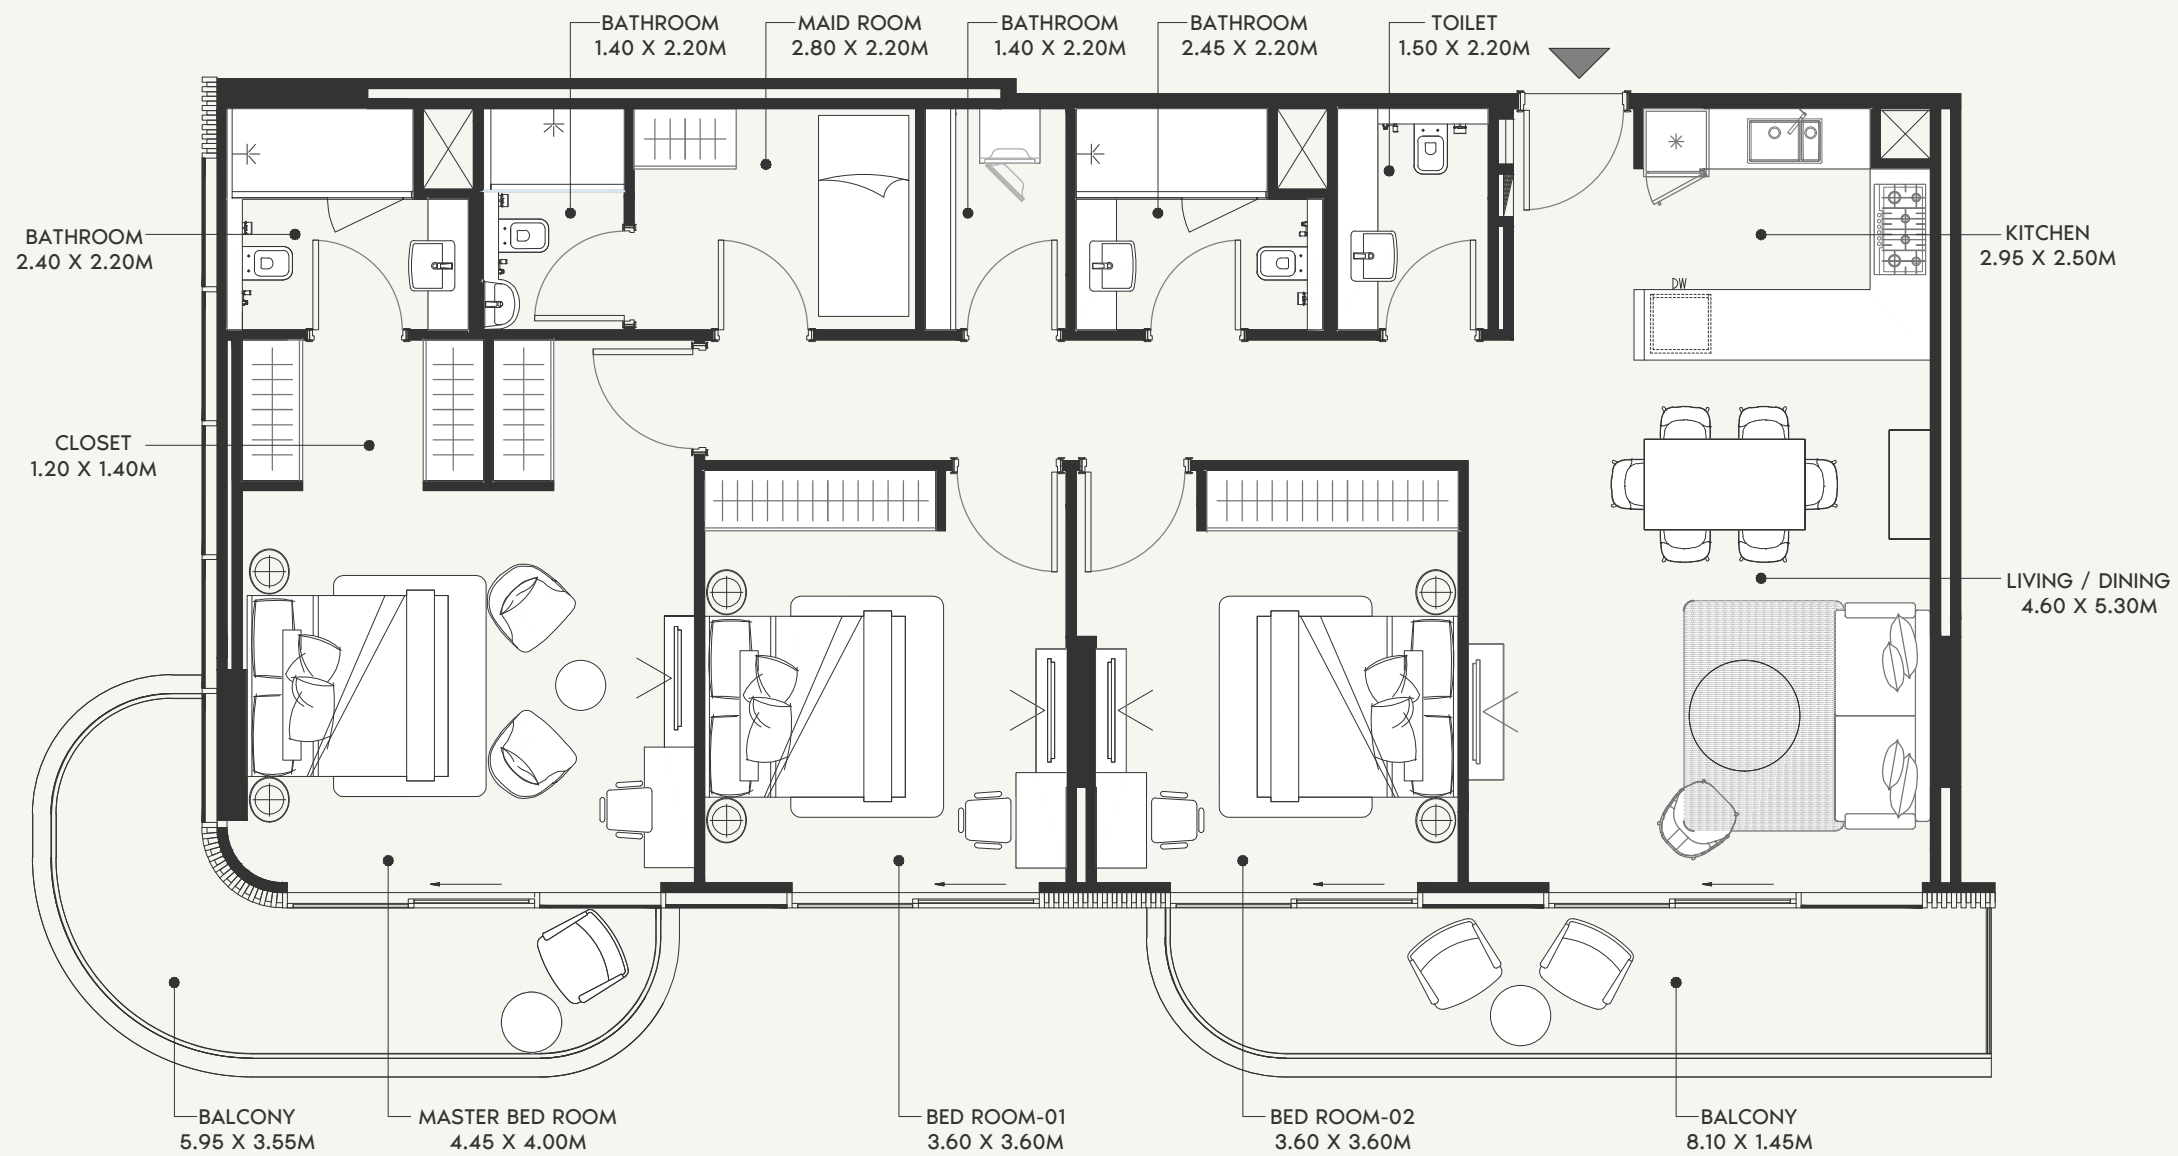 BATHROOM
1.40 X 2.20M
MAID ROOM
2.80 X 2.20M
BATHROOM
1.40 X 2.20M
BATHROOM
2.45 X 2.20M
TOILET
1.50 X 2.20M
BATHROOM
2.40 X 2.20M
KITCHEN
2.95 X 2.50M
DW
CLOSET
1.20 X 1.40M
LIVING / DINING
4.60 X 5.30M
BALCONY
5.95 X 3.55M
MASTER BED ROOM
4.45 X 4.00M
BED ROOM-01
3.60 X 3.60M
BED ROOM-02
3.60 X 3.60M
BALCONY
8.10 X 1.45M